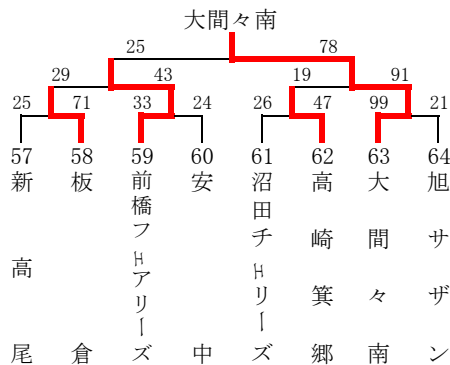 大間々南
25 78
29 43 19 91
25 71 33 24 26 47 99 21
57 58 59 60 61 62 63 64
新高尾
板倉
前橋フェアリーズ
安中
沼田チェリーズ
高崎箕郷
大間々南
旭サザン